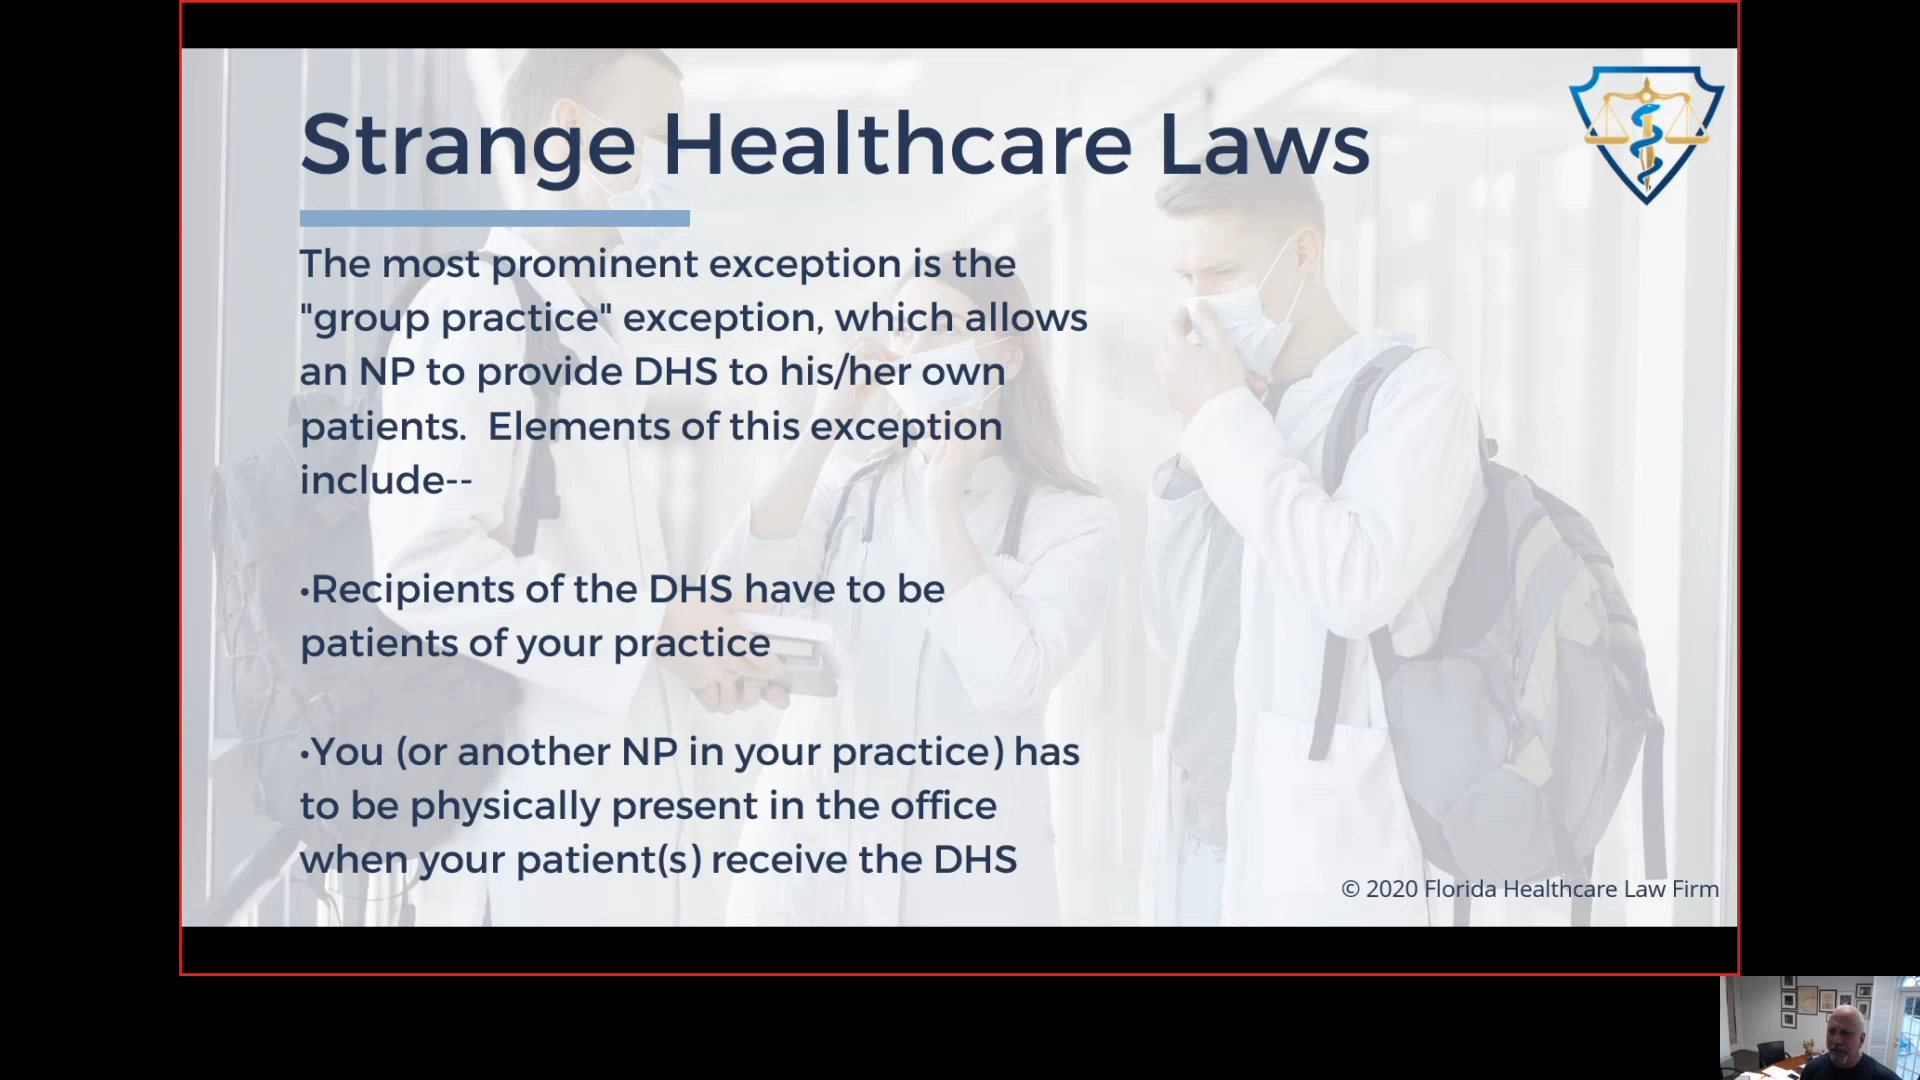 Strange Healthcare Laws
The most prominent exception is the
"group practice" exception, which allows
an NP to provide DHS to his/her own
patients.  Elements of this exception
include--
•Recipients of the DHS have to be
patients of your practice
•You (or another NP in your practice) has
to be physically present in the office
when your patient(s) receive the DHS
© 2020 Florida Healthcare Law Firm